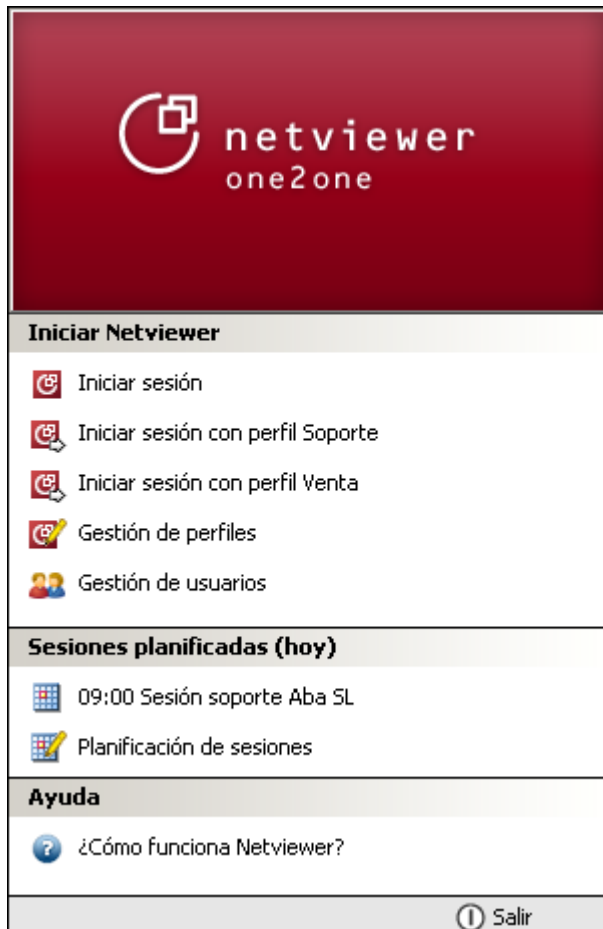 netviewer
one2one
Iniciar Netviewer
Iniciar sesión
Iniciar sesión con perfil Soporte
Iniciar sesión con perfil Venta
Gestión de perfiles
Gestión de usuarios
Sesiones planificadas (hoy)
09:00 Sesión soporte Aba SL
Planificación de sesiones
Ayuda
¿Cómo funciona Netviewer?
Salir